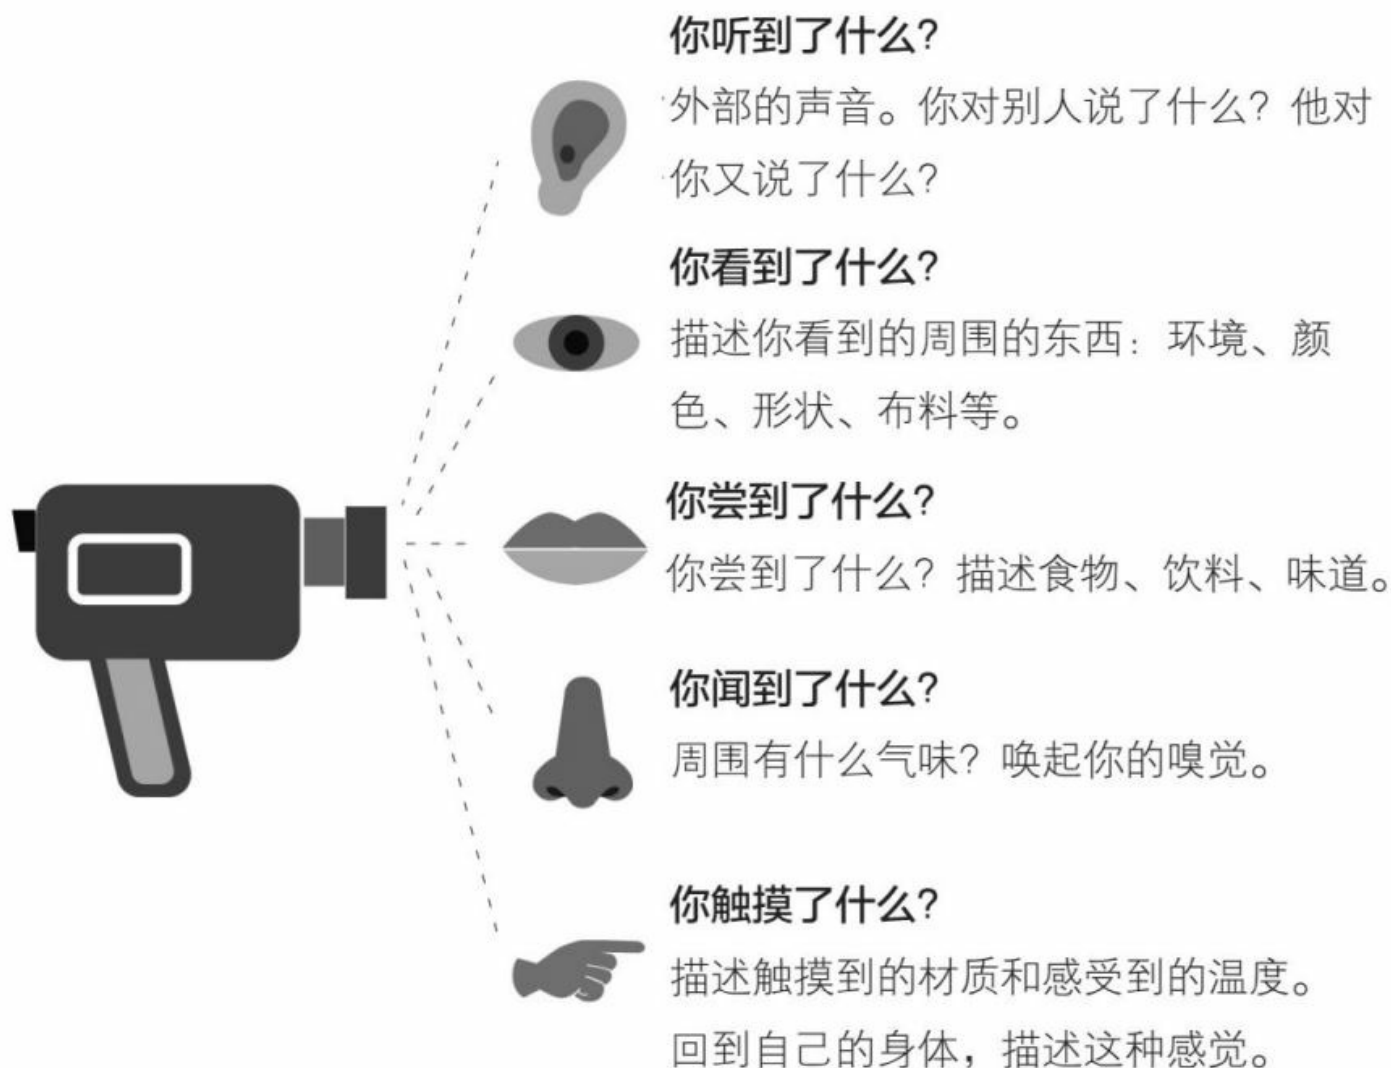 你听到了什么？
外部的声音。你对别人说了什么？他对
你又说了什么？
你看到了什么？
描述你看到的周围的东西：环境、颜
色、形状、布料等。
你尝到了什么？
你尝到了什么？描述食物、饮料、味道。
你闻到了什么？
周围有什么气味？唤起你的嗅觉。
你触摸了什么？
描述触摸到的材质和感受到的温度。
回到自己的身体，描述这种感觉。